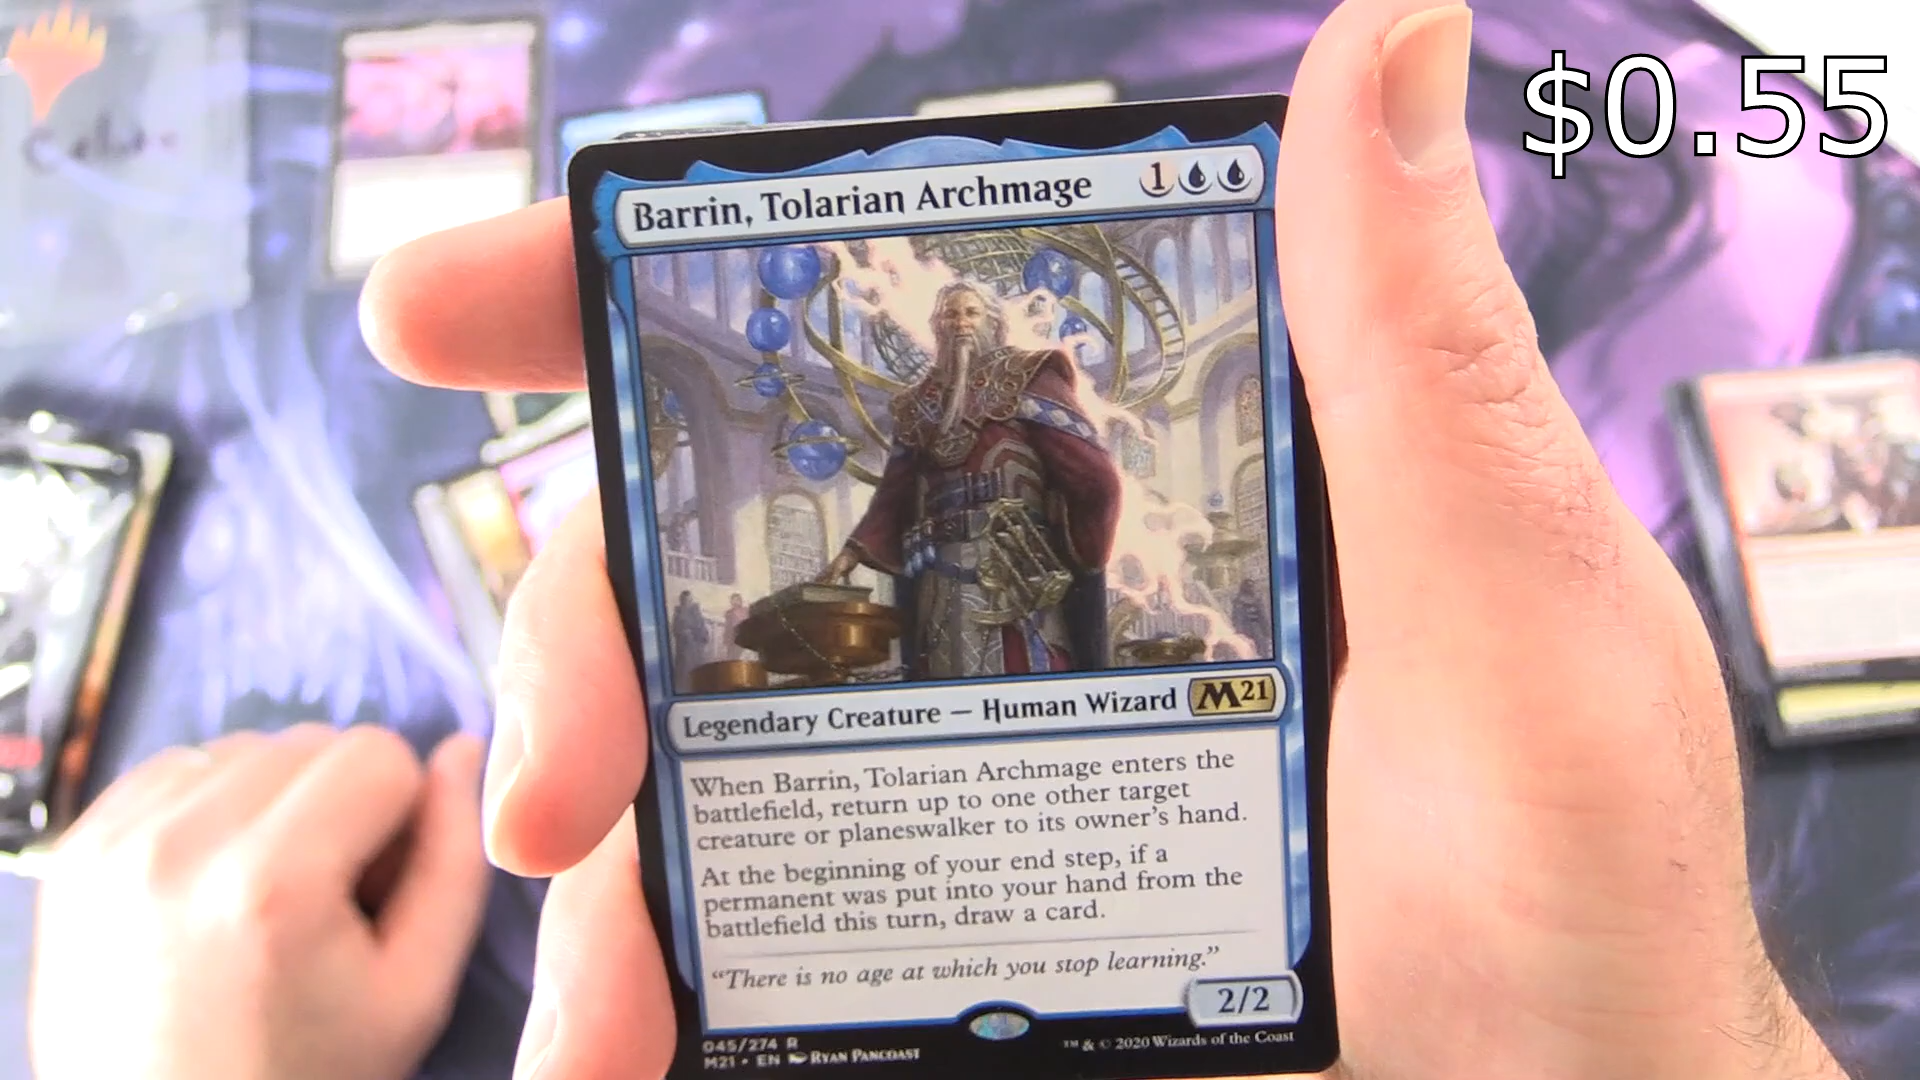 $0.55
Barrin, Tolarian Archmage 1
Legendary Creature — Human Wizard M21
When Barrin, Tolarian Archmage enters the
battlefield, return up to one other target
creature or planeswalker to its owner's hand.
At the beginning of your end step, if a
permanent was put into your hand from the
battlefield this turn, draw a card.
“There is no age at which you stop learning.”
2/2
045/274 R
M21 • EN Ryan Pancoast
™ & © 2020 Wizards of the Coast